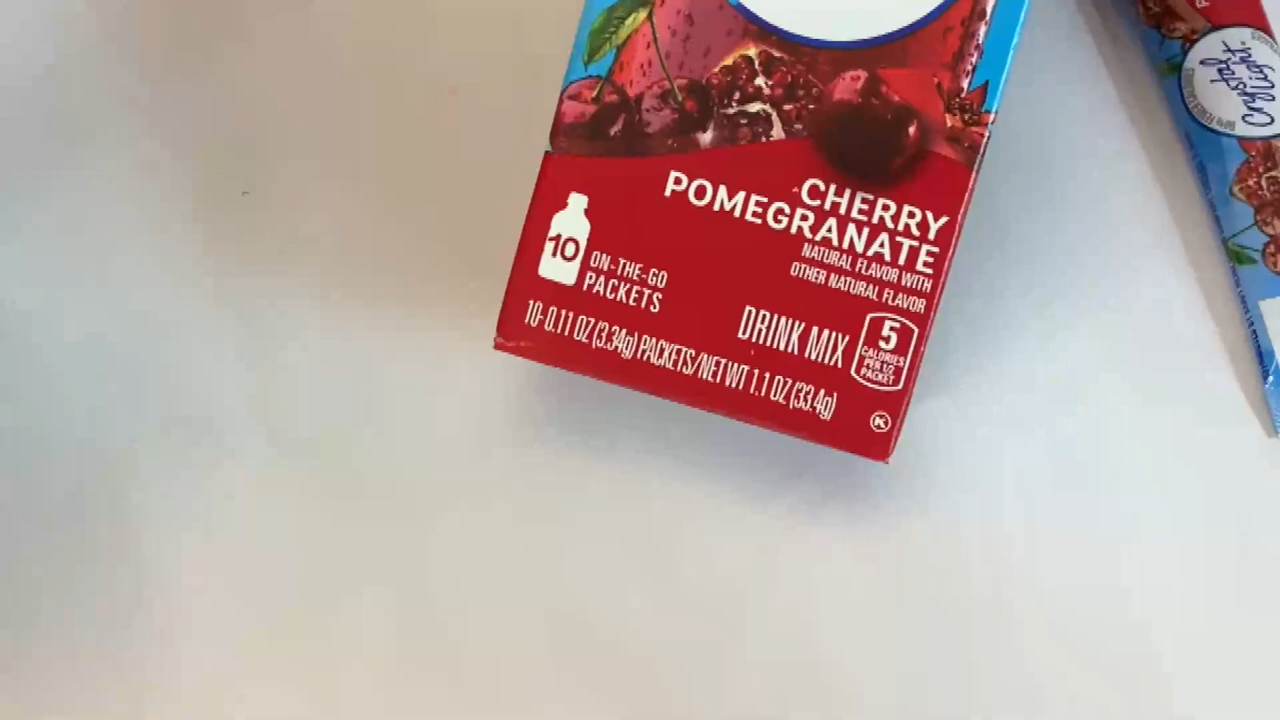 CHERRY
POMEGRANATE
NATURAL FLAVOR WITH
OTHER NATURAL FLAVOR
10
ON-THE-GO
PACKETS
DRINK MIX
5
CALORIES
PER 1/2
PACKET
10- 0.11 OZ (3.34g) PACKETS/NET WT 1.1 OZ (33.4g)
K
Crystal
Light